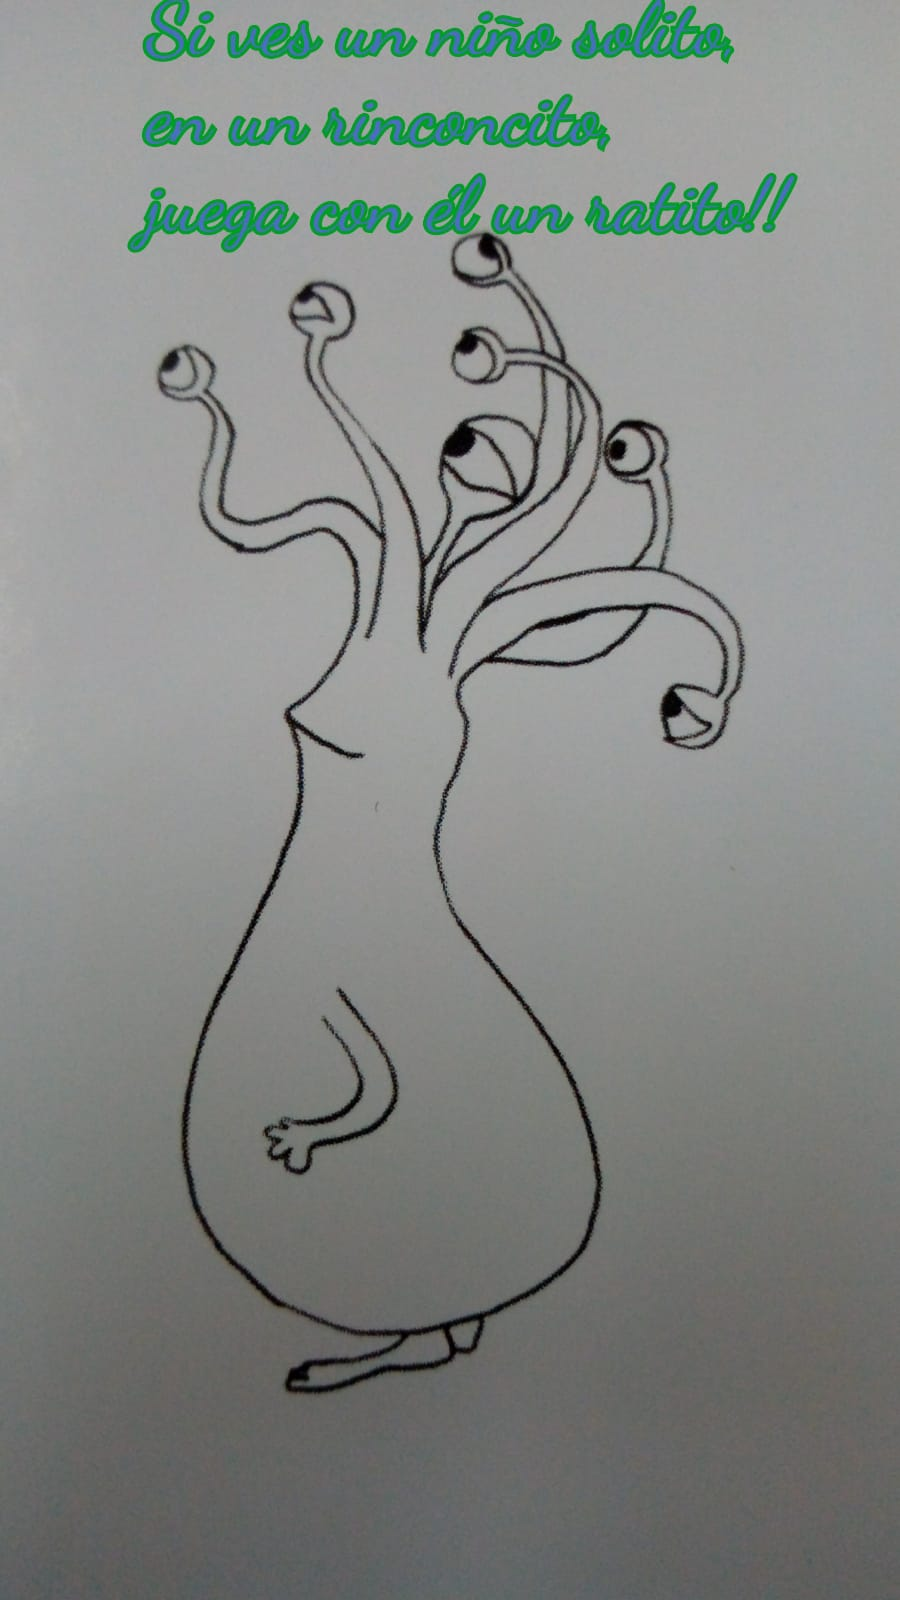 Si ves un niño solito,
en un rinconcito,
juega con él un ratito!!